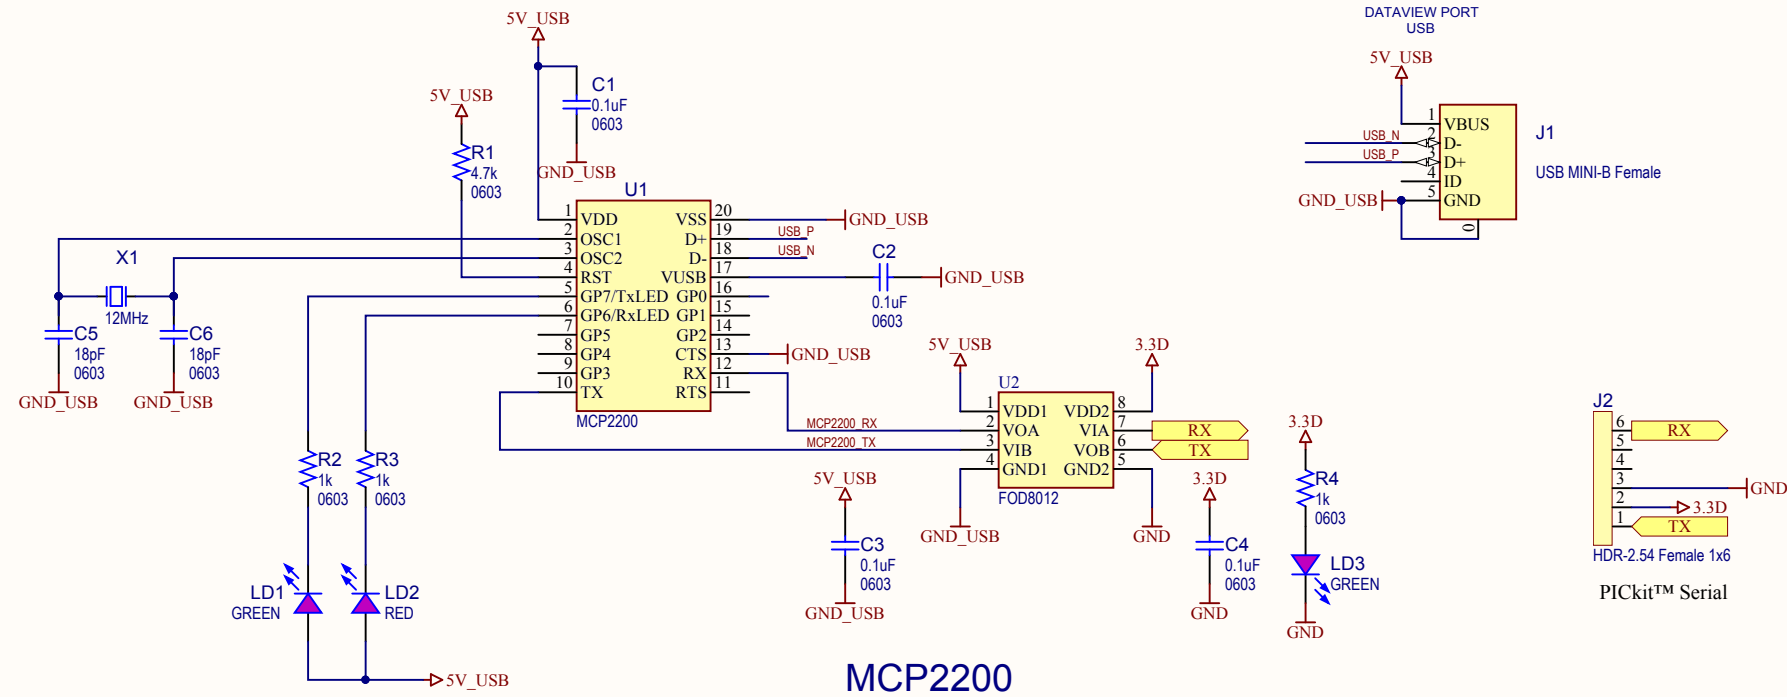 DATAVIEW PORT
USB
5V_USB
5V_USB
C1
0.1uF
0603
GND_USB
5V_USB
R1
4.7k
0603
U1
1 VDD VSS 20 GND_USB
2 OSC1 D+ 19 USB_P
3 OSC2 D- 18 USB_N
4 RST VUSB 17
5 GP7/TxLED GP0 16
6 GP6/RxLED GP1 15
7 GP5 GP2 14
8 GP4 CTS 13 GND_USB
9 GP3 RX 12
10 TX RTS 11
MCP2200
X1
12MHz
C5
18pF
0603
GND_USB
C6
18pF
0603
GND_USB
C2
0.1uF
0603
GND_USB
J1
USB MINI-B Female
1 VBUS
USB_N 2 D-
USB_P 3 D+
4 ID
GND_USB 5 GND
0
5V_USB
3.3D
U2
1 VDD1 VDD2 8
MCP2200_RX 2 VOA VIA 7 RX
MCP2200_TX 3 VIB VOB 6 TX
4 GND1 GND2 5
FOD8012
GND_USB
GND
R2
1k
0603
R3
1k
0603
LD1
GREEN
LD2
RED
5V_USB
5V_USB
C3
0.1uF
0603
GND_USB
3.3D
C4
0.1uF
0603
GND
3.3D
R4
1k
0603
LD3
GREEN
GND
J2
6 RX
5
4
3 GND
2 3.3D
1 TX
HDR-2.54 Female 1x6
PICkit™ Serial
MCP2200